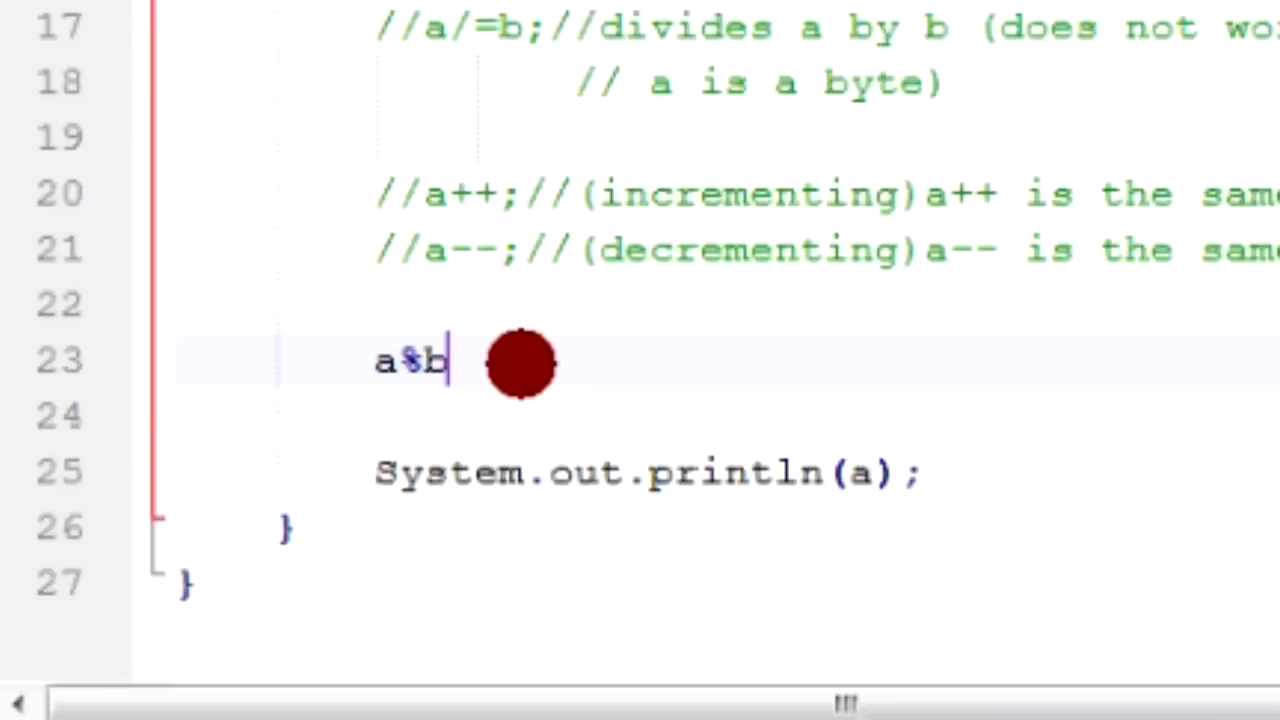 17 //a/=b;//divides a by b (does not
18 // a is a byte)
19
20 //a++;//(incrementing)a++ is the same
21 //a--;//(decrementing)a-- is the same
22
23 a%b
24
25 System.out.println(a);
26 }
27 }